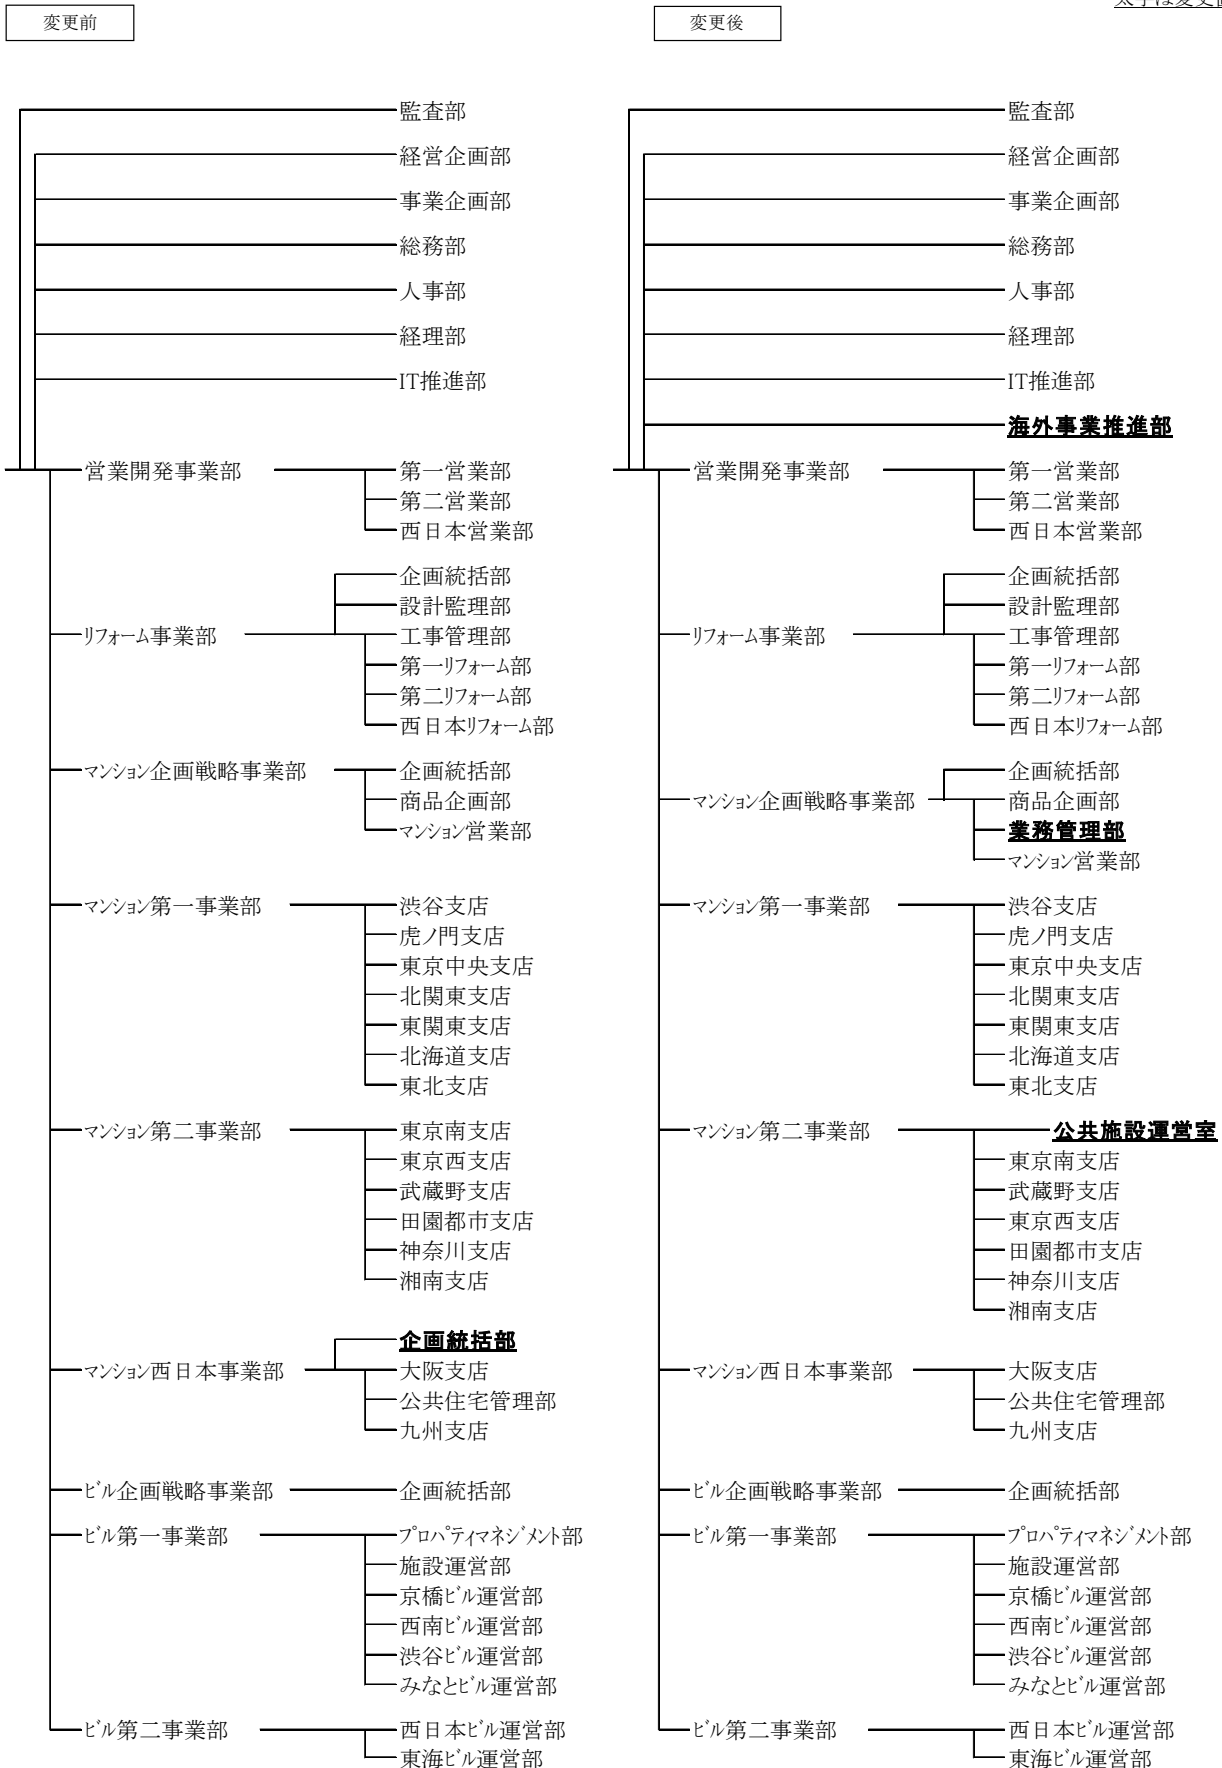 変更前
監査部
経営企画部
事業企画部
総務部
人事部
経理部
IT推進部
営業開発事業部
第一営業部
第二営業部
西日本営業部
リフォーム事業部
企画統括部
設計監理部
工事管理部
第一リフォーム部
第二リフォーム部
西日本リフォーム部
マンション企画戦略事業部
企画統括部
商品企画部
マンション営業部
マンション第一事業部
渋谷支店
虎ノ門支店
東京中央支店
北関東支店
東関東支店
北海道支店
東北支店
マンション第二事業部
東京南支店
東京西支店
武蔵野支店
田園都市支店
神奈川支店
湘南支店
マンション西日本事業部
企画統括部
大阪支店
公共住宅管理部
九州支店
ビル企画戦略事業部
企画統括部
ビル第一事業部
プロパティマネジメント部
施設運営部
京橋ビル運営部
西南ビル運営部
渋谷ビル運営部
みなとビル運営部
ビル第二事業部
西日本ビル運営部
東海ビル運営部
変更後
監査部
経営企画部
事業企画部
総務部
人事部
経理部
IT推進部
海外事業推進部
営業開発事業部
第一営業部
第二営業部
西日本営業部
リフォーム事業部
企画統括部
設計監理部
工事管理部
第一リフォーム部
第二リフォーム部
西日本リフォーム部
マンション企画戦略事業部
企画統括部
商品企画部
業務管理部
マンション営業部
マンション第一事業部
渋谷支店
虎ノ門支店
東京中央支店
北関東支店
東関東支店
北海道支店
東北支店
マンション第二事業部
公共施設運営室
東京南支店
武蔵野支店
東京西支店
田園都市支店
神奈川支店
湘南支店
マンション西日本事業部
大阪支店
公共住宅管理部
九州支店
ビル企画戦略事業部
企画統括部
ビル第一事業部
プロパティマネジメント部
施設運営部
京橋ビル運営部
西南ビル運営部
渋谷ビル運営部
みなとビル運営部
ビル第二事業部
西日本ビル運営部
東海ビル運営部